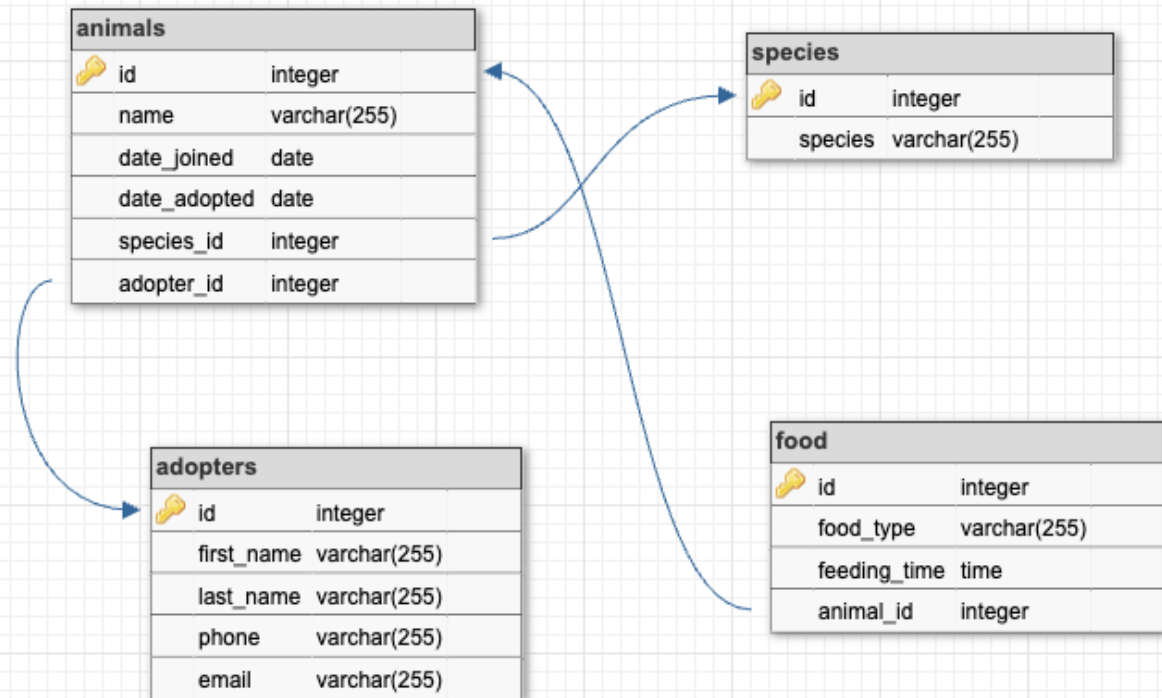 animals
id integer
name varchar(255)
date_joined date
date_adopted date
species_id integer
adopter_id integer
species
id integer
species varchar(255)
adopters
id integer
first_name varchar(255)
last_name varchar(255)
phone varchar(255)
email varchar(255)
food
id integer
food_type varchar(255)
feeding_time time
animal_id integer